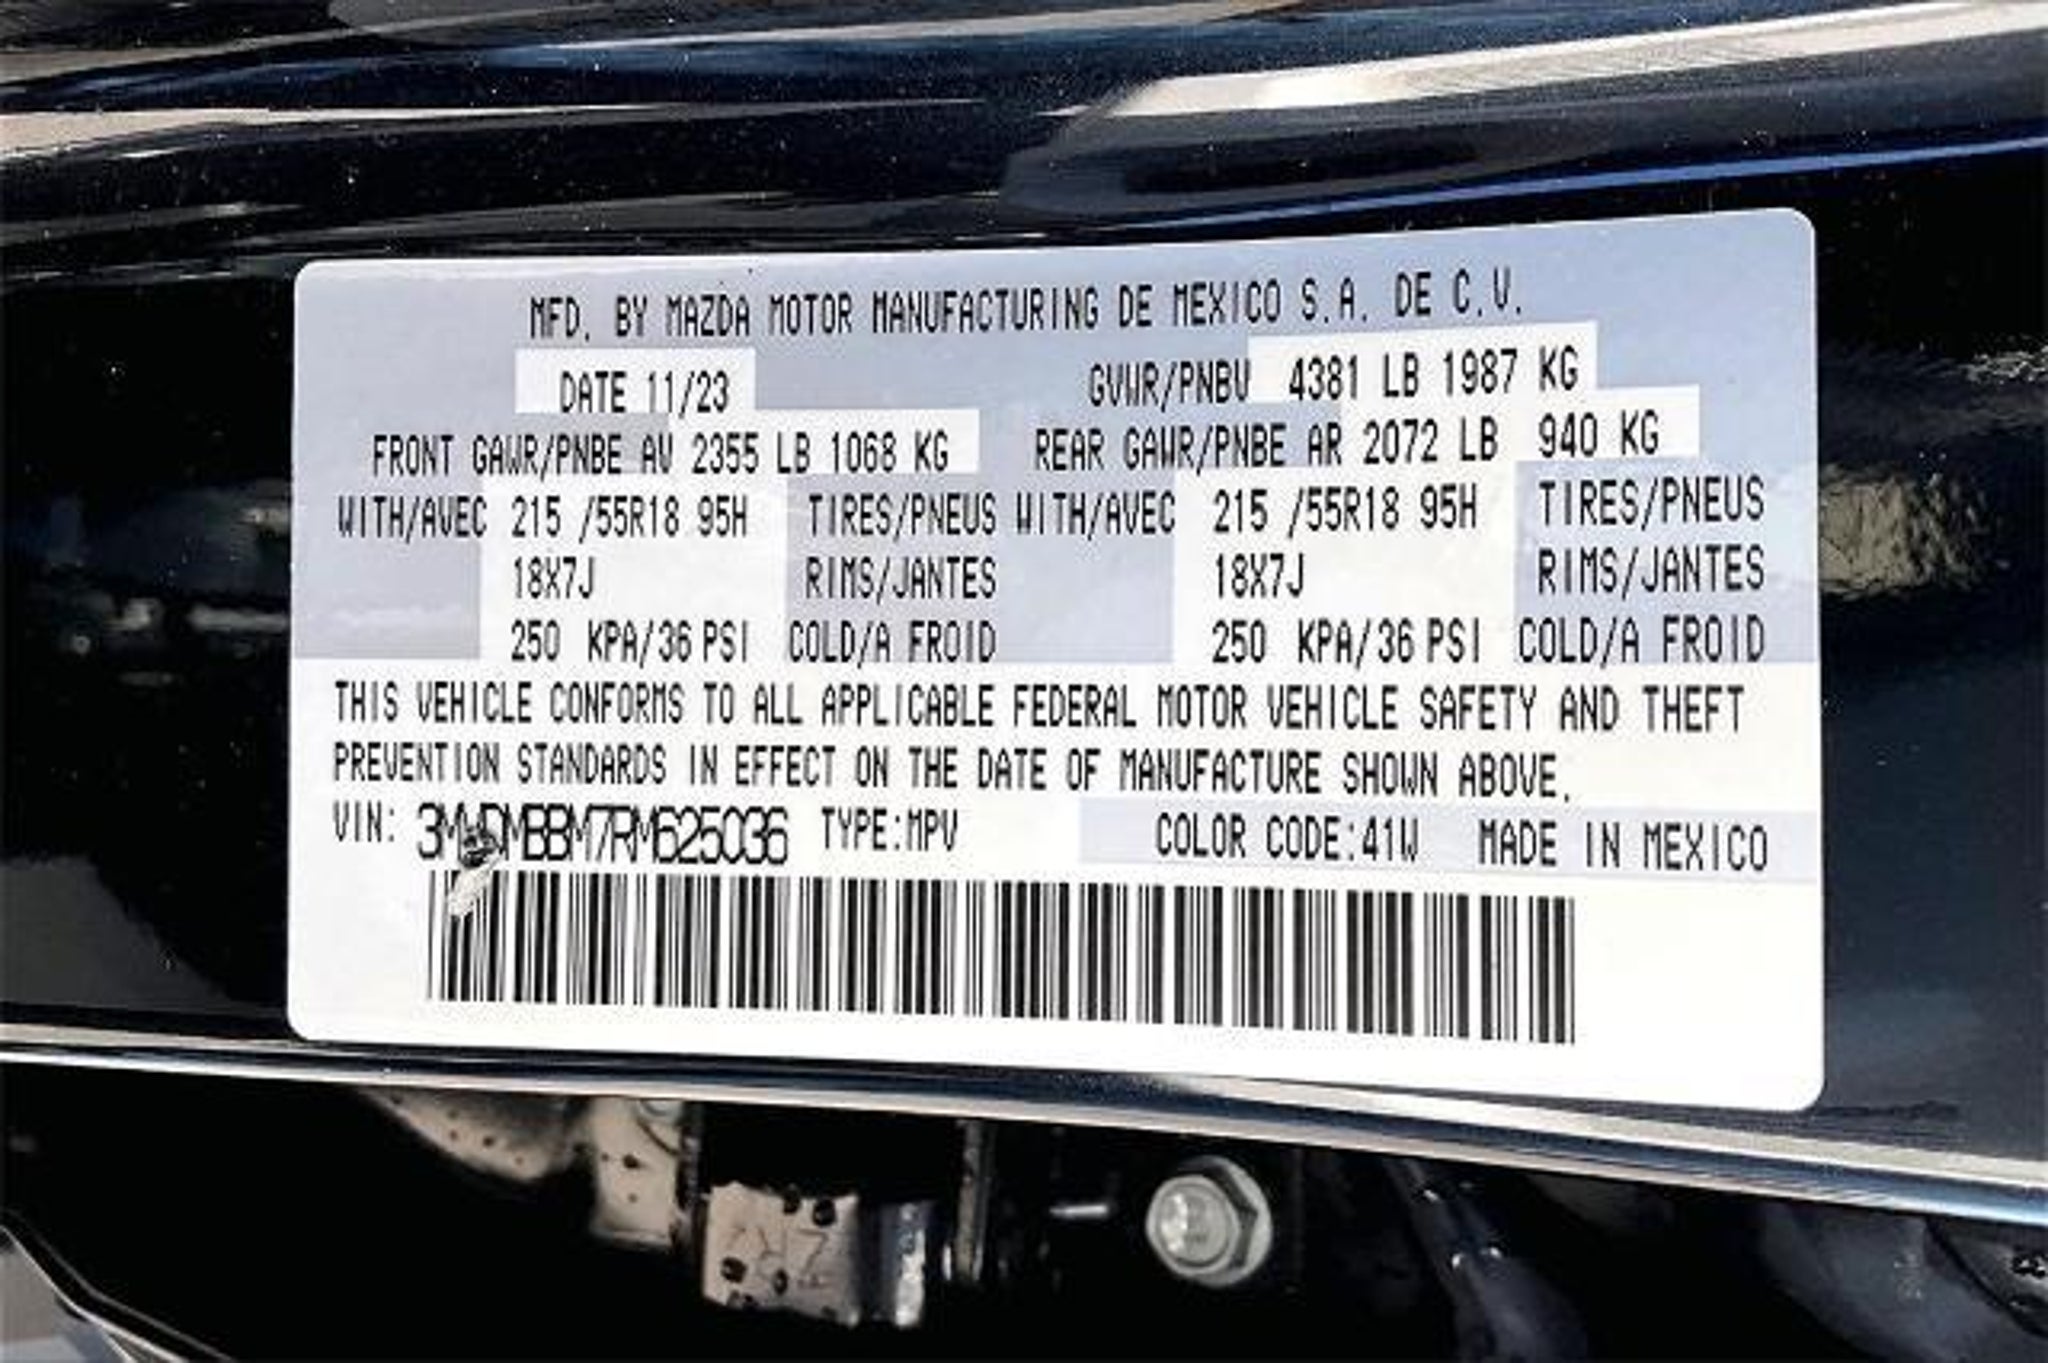 MFD. BY MAZDA MOTOR MANUFACTURING DE MEXICO S.A. DE C.V.
DATE 11/23 GVWR/PNBV 4381 LB 1987 KG
FRONT GAWR/PNBE AV 2355 LB 1068 KG REAR GAWR/PNBE AR 2072 LB 940 KG
WITH/AVEC 215 /55R18 95H TIRES/PNEUS WITH/AVEC 215 /55R18 95H TIRES/PNEUS
18X7J RIMS/JANTES 18X7J RIMS/JANTES
250 KPA/36 PSI COLD/A FROID 250 KPA/36 PSI COLD/A FROID
THIS VEHICLE CONFORMS TO ALL APPLICABLE FEDERAL MOTOR VEHICLE SAFETY AND THEFT
PREVENTION STANDARDS IN EFFECT ON THE DATE OF MANUFACTURE SHOWN ABOVE.
VIN: TYPE:MPV COLOR CODE:41W MADE IN MEXICO